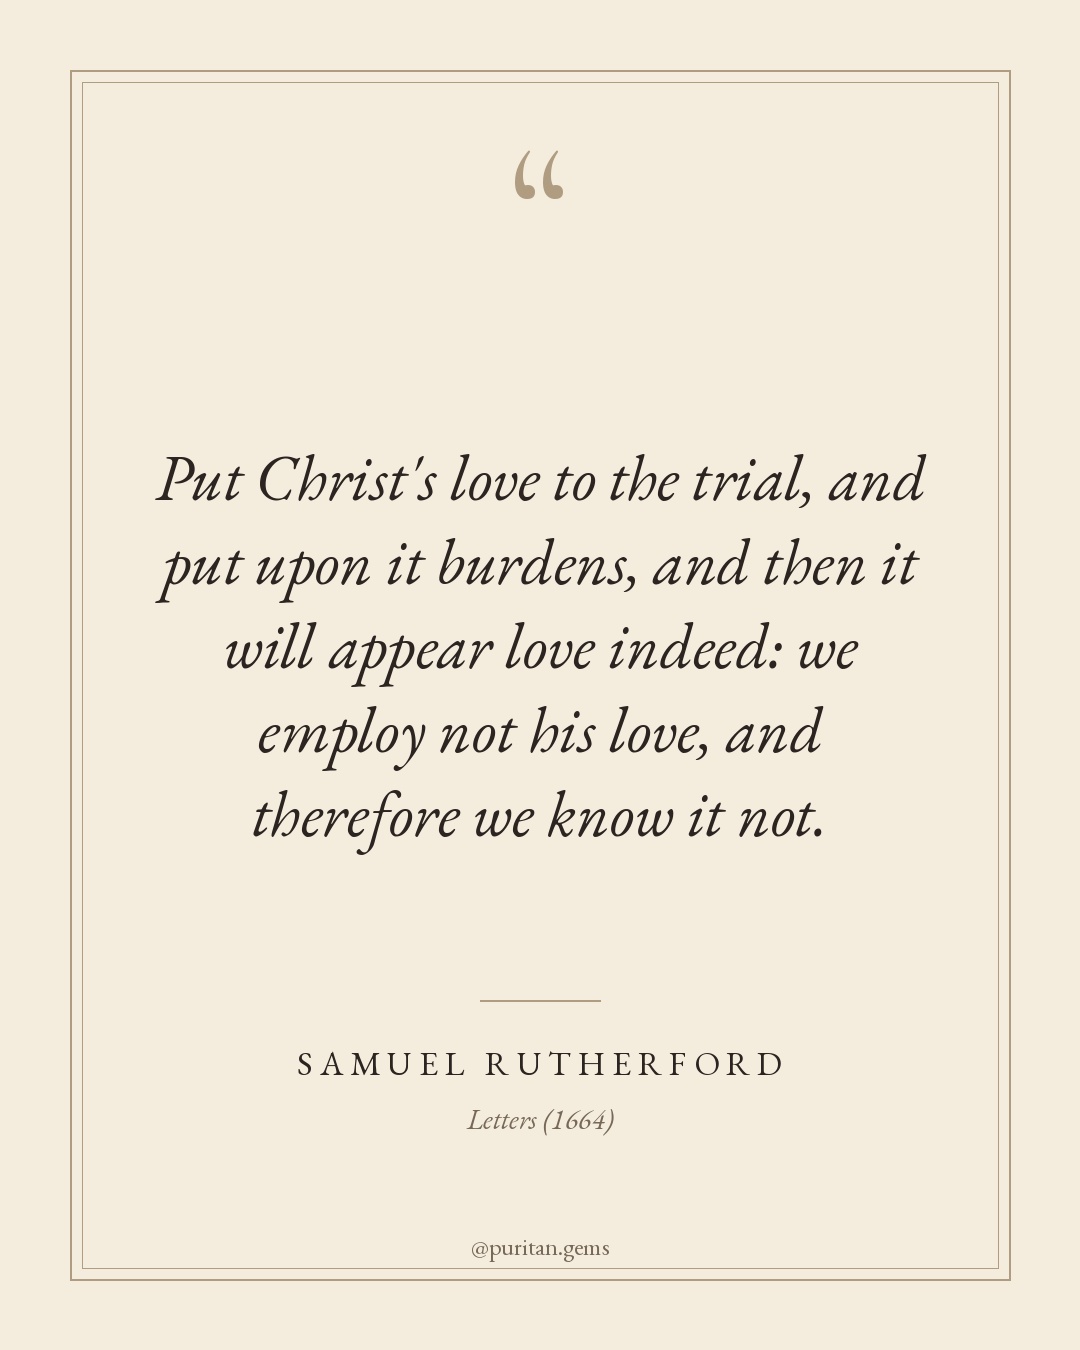 “
Put Christ's love to the trial, and
put upon it burdens, and then it
will appear love indeed: we
employ not his love, and
therefore we know it not.
SAMUEL RUTHERFORD
Letters (1664)
@puritan.gems